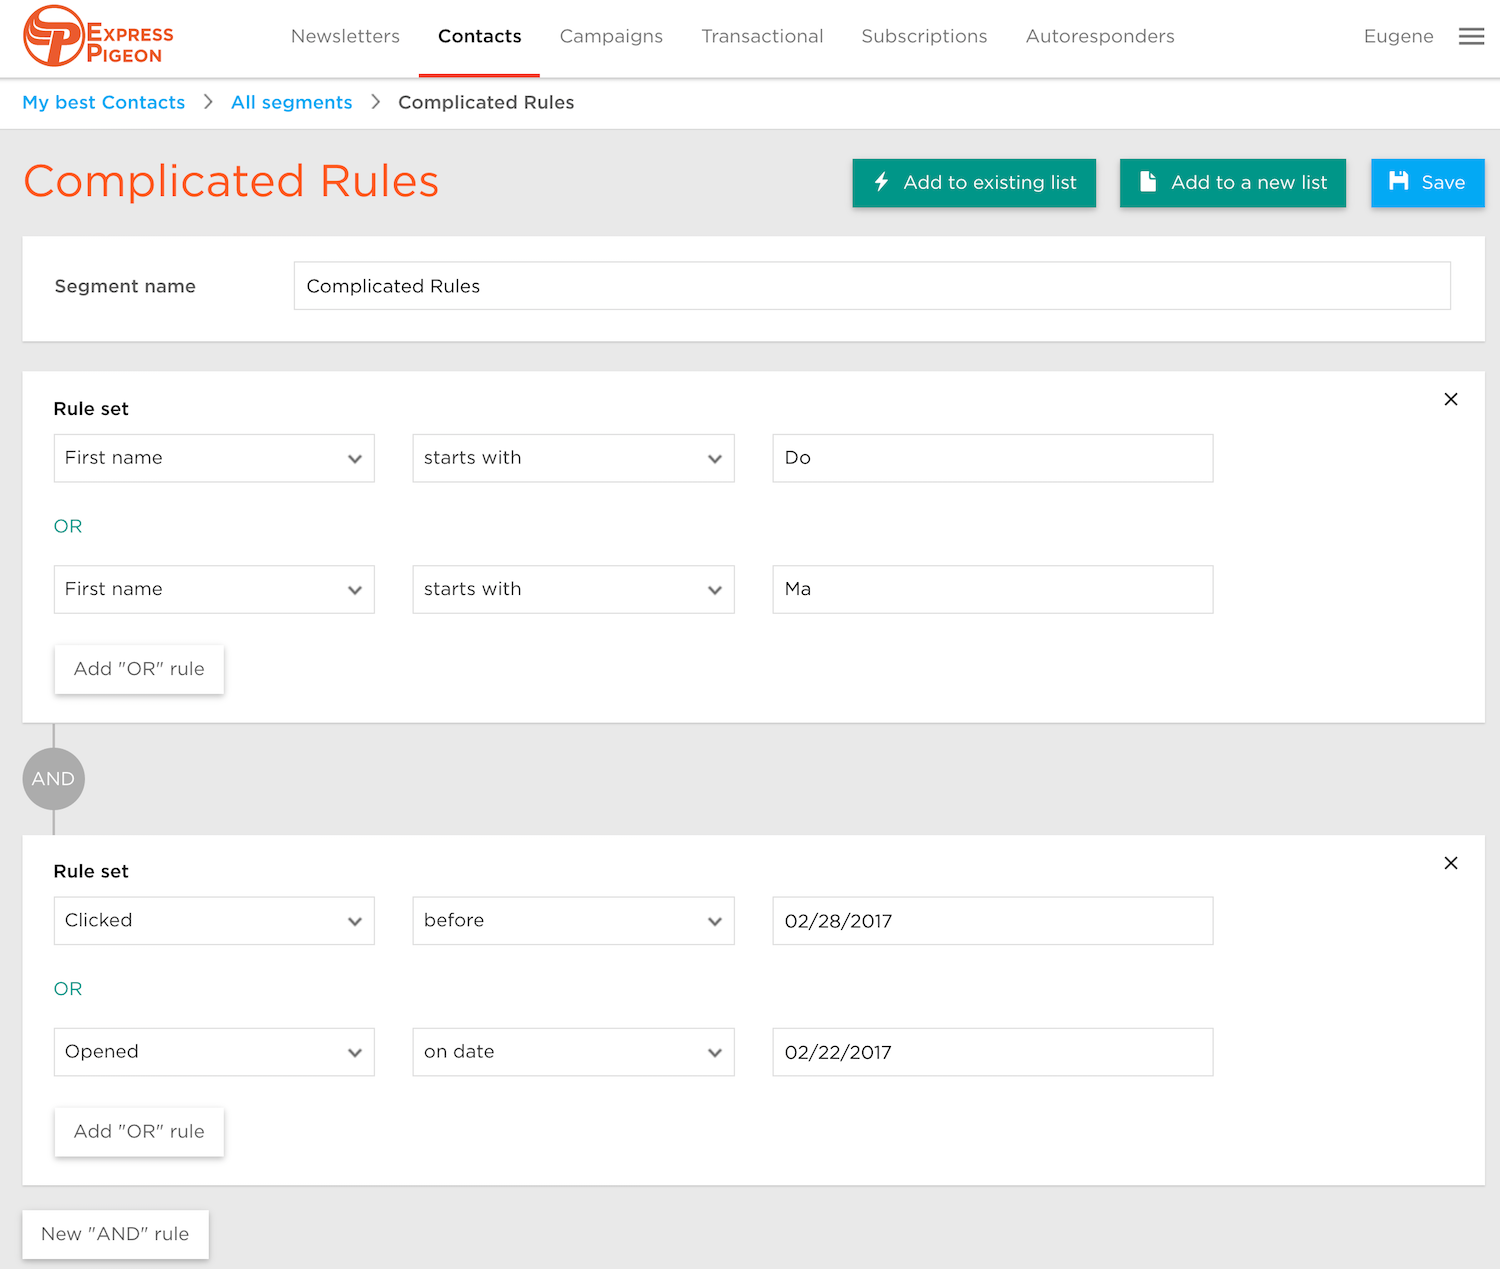 EXPRESS
PIGEON
Newsletters Contacts Campaigns Transactional Subscriptions Autoresponders Eugene
My best Contacts All segments Complicated Rules
Complicated Rules
Add to existing list Add to a new list Save
Segment name Complicated Rules
Rule set
First name starts with Do
OR
First name starts with Ma
Add "OR" rule
AND
Rule set
Clicked before 02/28/2017
OR
Opened on date 02/22/2017
Add "OR" rule
New "AND" rule